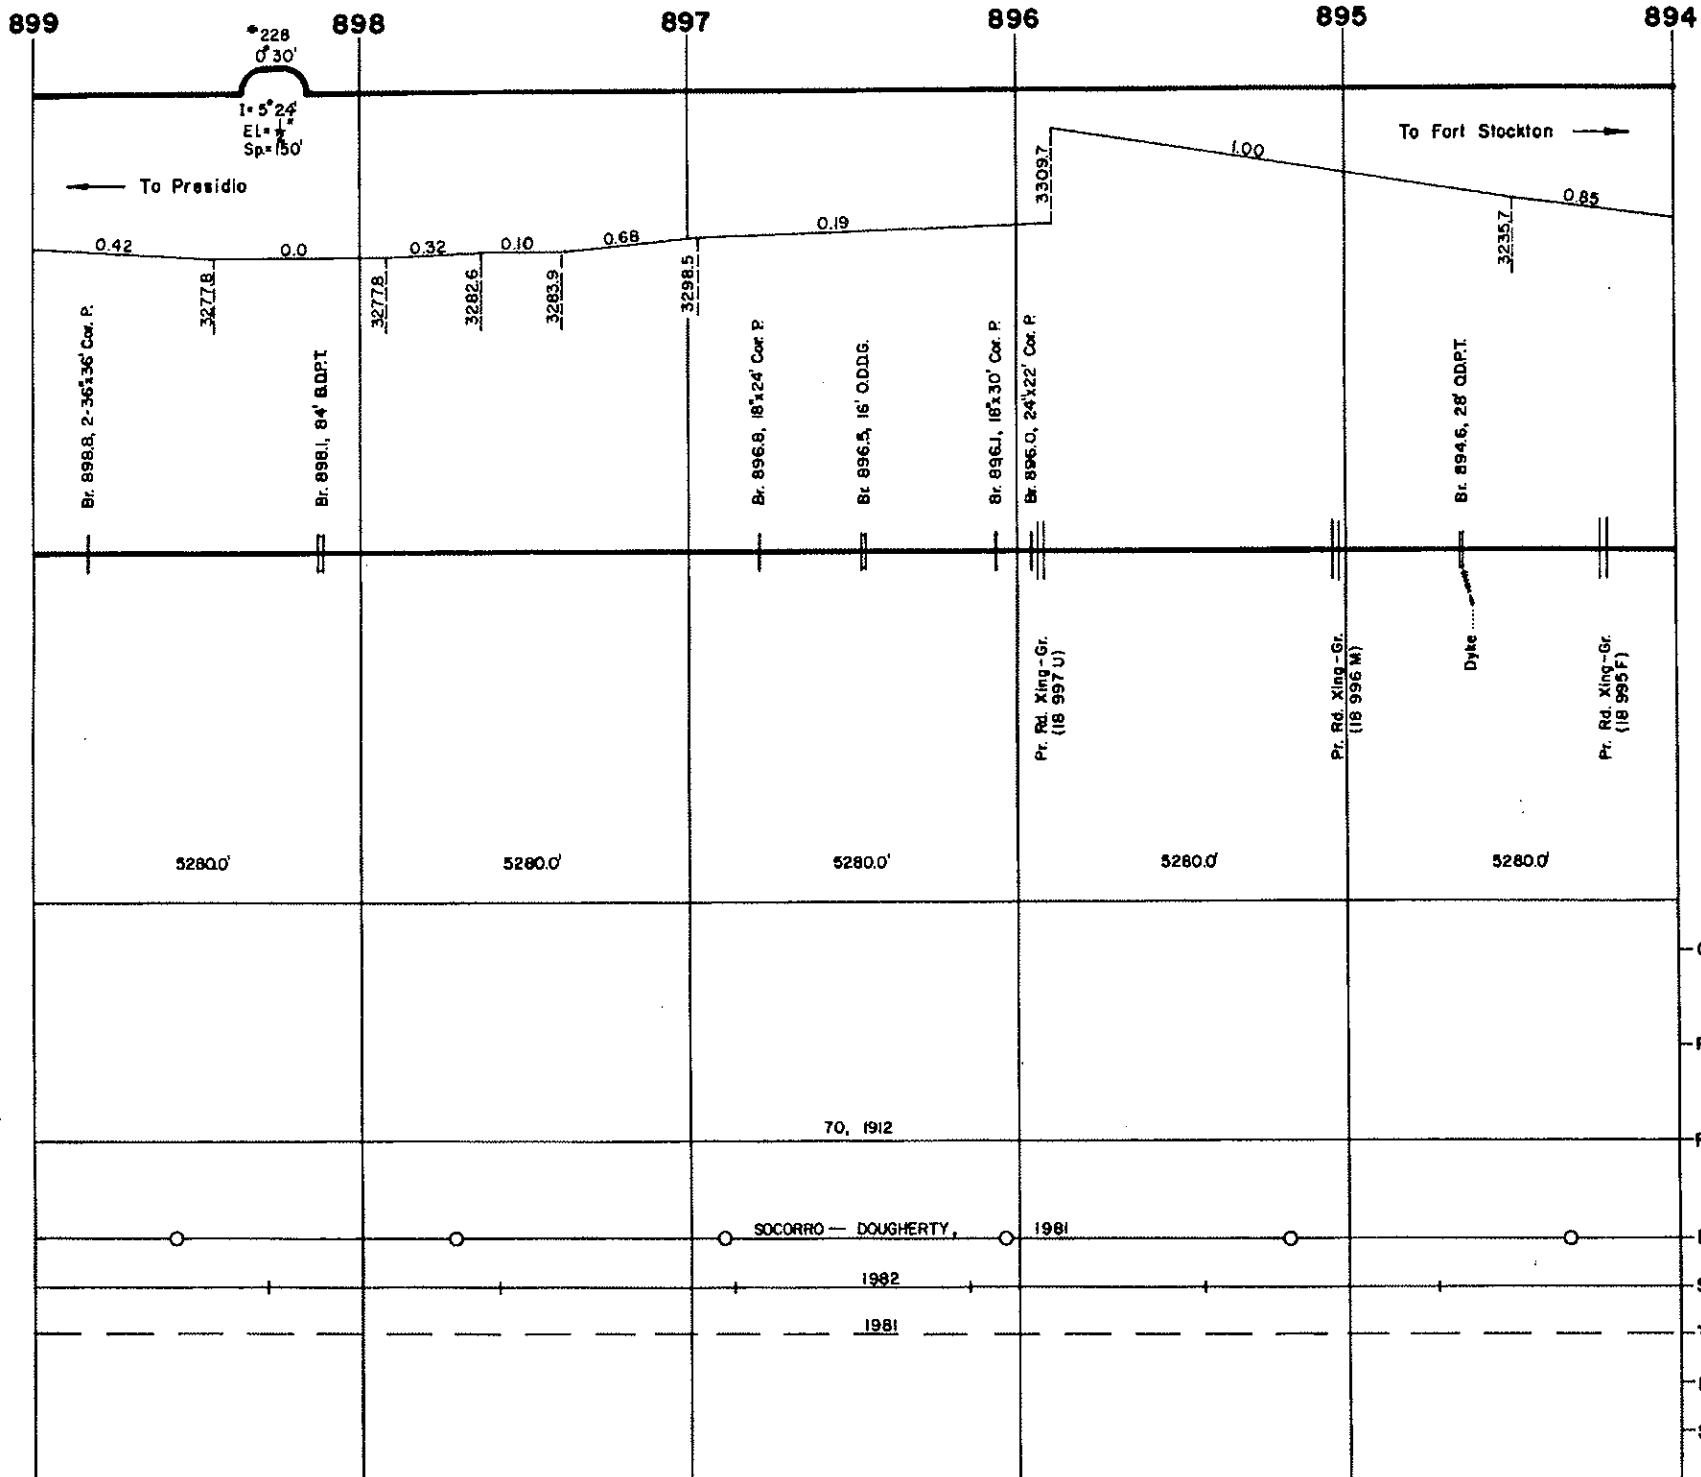 899 898 897 896 895 894
*228
0°30'
I=5°24'
Sp.=150'
To Fort Stockton
To Presidio
0.42 0.0 0.32 0.10 0.68 0.19 1.00 0.85
3277.8 3277.8 3282.6 3283.9 3298.5 3309.7 3235.7
Br. 898.8, 2-36"x36' Cor. P.
Br. 898.1, 84' B.D.P.T.
Br. 896.8, 18"x24' Cor. P.
Br. 896.5, 16' O.D.D.G.
Br. 896.1, 18"x30' Cor. P.
Br. 896.0, 24"x22' Cor. P.
Br. 894.6, 28' O.D.P.T.
Pr. Rd. Xing-Gr.
(18 997 U)
Pr. Rd. Xing-Gr.
(18 996 M)
Dyke
Pr. Rd. Xing-Gr.
(18 995 F)
5280.0' 5280.0' 5280.0' 5280.0' 5280.0'
70, 1912
SOCORRO — DOUGHERTY, 1981
1982
1981